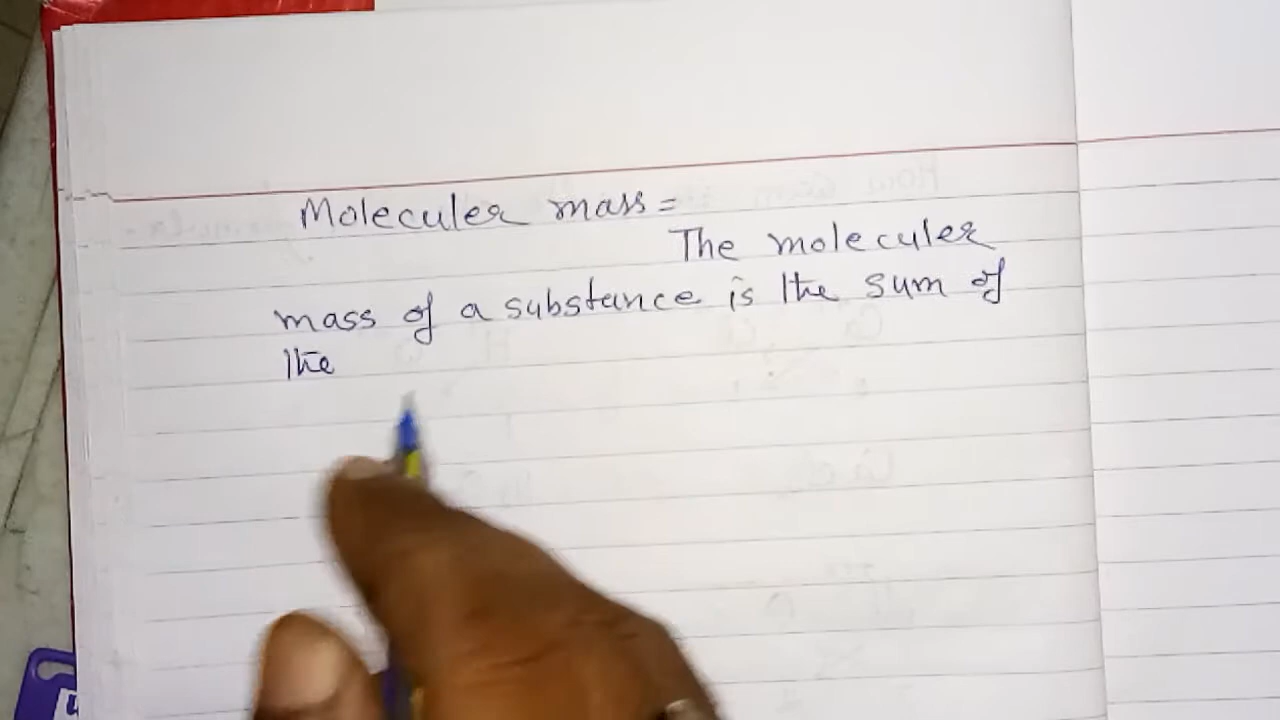 Moleculer mass =
The moleculer
mass of a substance is the sum of
the